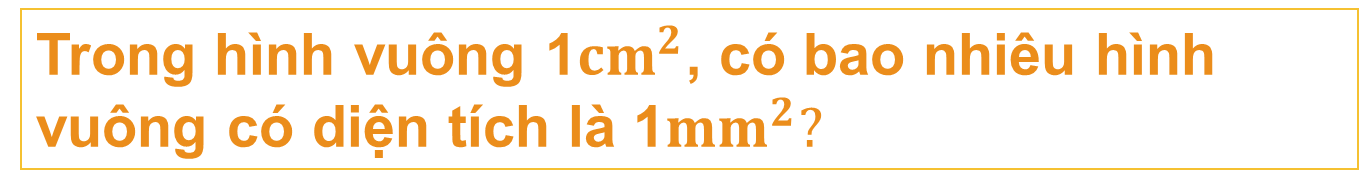 Trong hình vuông 1cm², có bao nhiêu hình
vuông có diện tích là 1mm²?